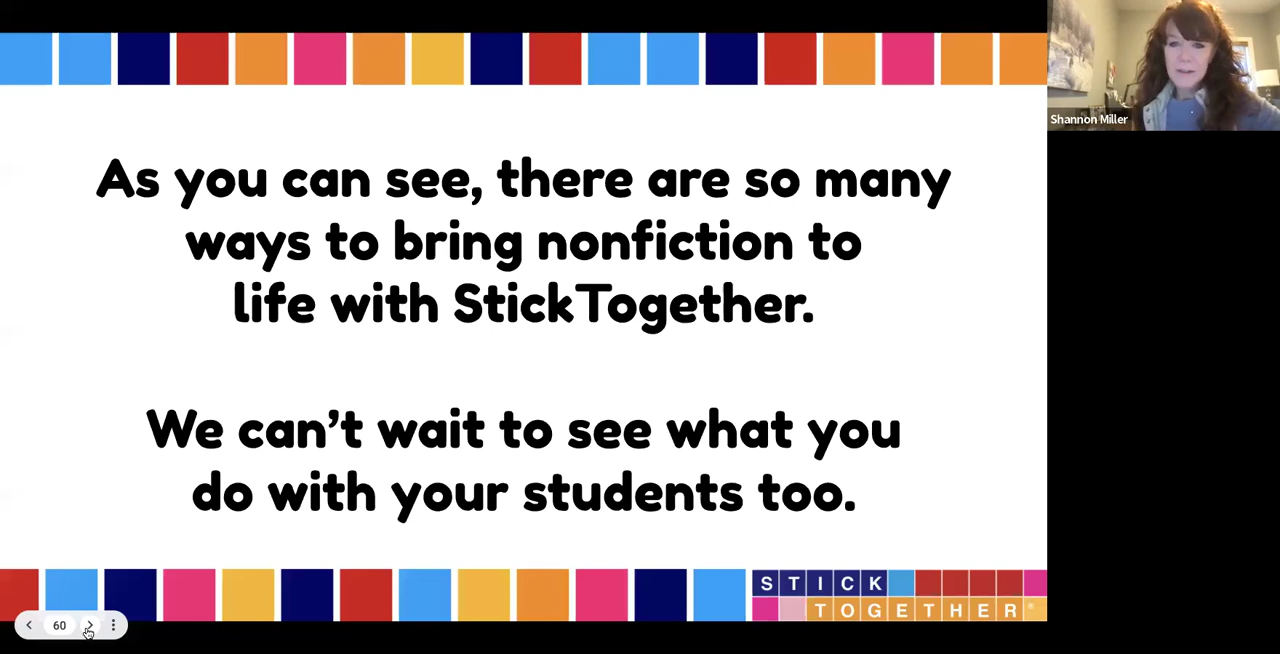 Shannon Miller
As you can see, there are so many
ways to bring nonfiction to
life with StickTogether.
We can’t wait to see what you
do with your students too.
STICK
TOGETHER®
60